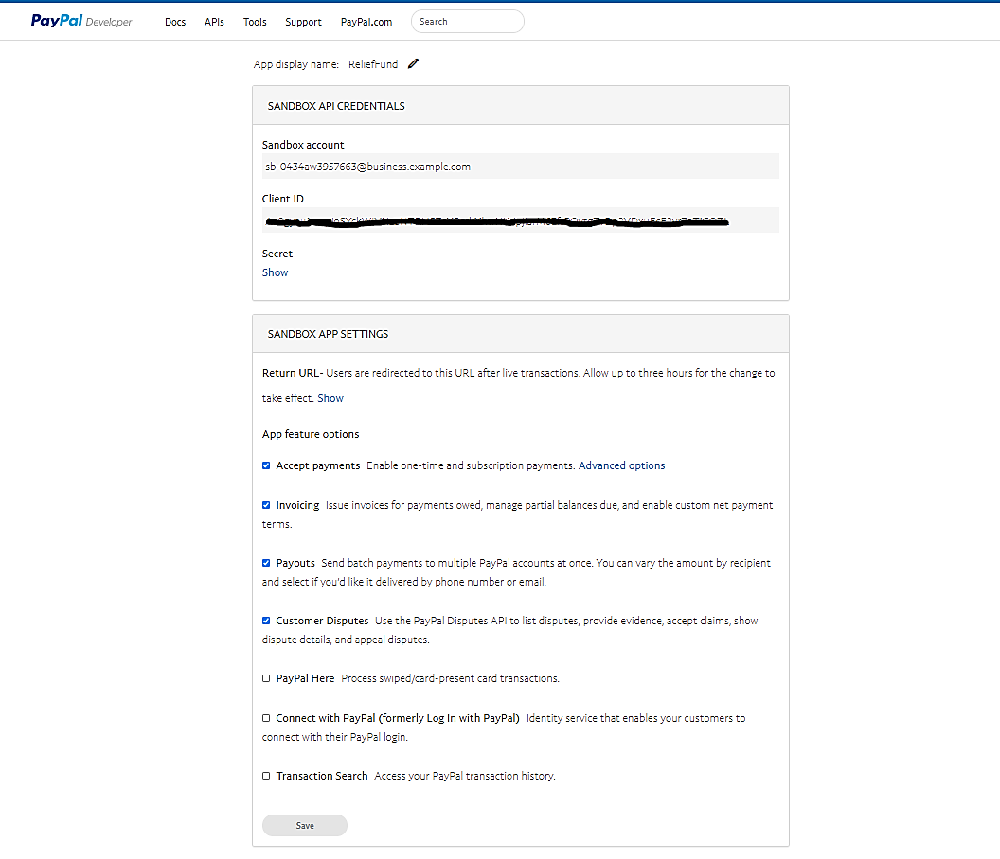 PayPal Developer
Docs APIs Tools Support PayPal.com Search
App display name: ReliefFund
SANDBOX API CREDENTIALS
Sandbox account
sb-0434aw3957663@business.example.com
Client ID
Secret
Show
SANDBOX APP SETTINGS
Return URL- Users are redirected to this URL after live transactions. Allow up to three hours for the change to
take effect. Show
App feature options
Accept payments Enable one-time and subscription payments. Advanced options
Invoicing Issue invoices for payments owed, manage partial balances due, and enable custom net payment
terms.
Payouts Send batch payments to multiple PayPal accounts at once. You can vary the amount by recipient
and select if you'd like it delivered by phone number or email.
Customer Disputes Use the PayPal Disputes API to list disputes, provide evidence, accept claims, show
dispute details, and appeal disputes.
PayPal Here Process swiped/card-present card transactions.
Connect with PayPal (formerly Log In with PayPal) Identity service that enables your customers to
connect with their PayPal login.
Transaction Search Access your PayPal transaction history.
Save